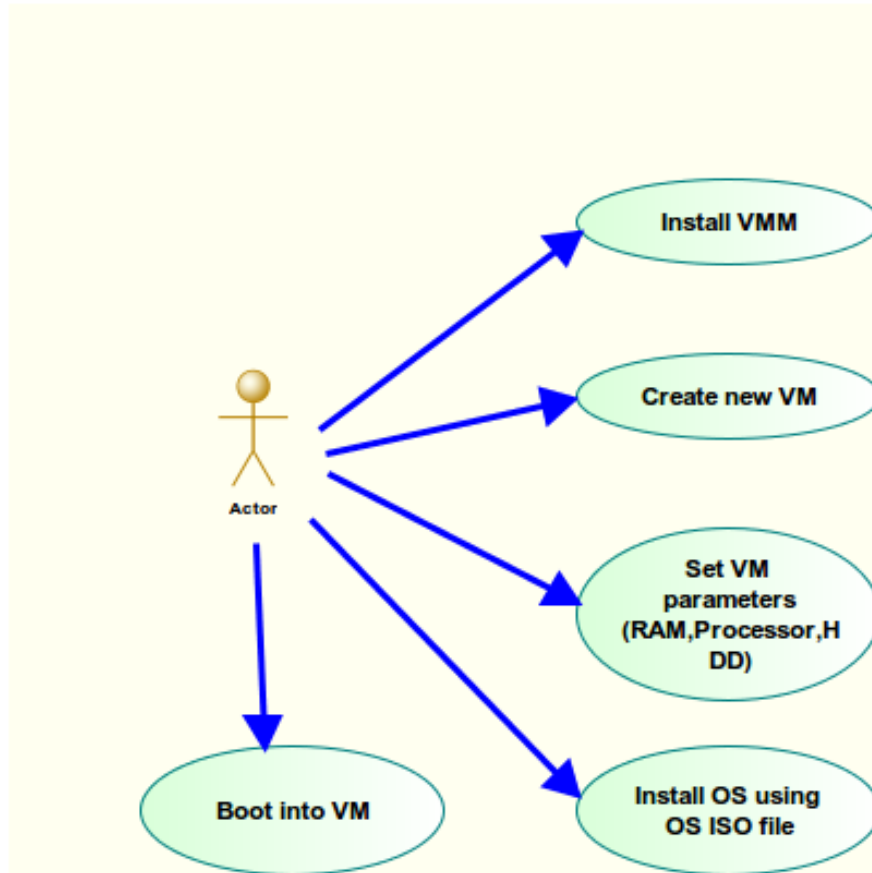 Install VMM
Create new VM
Actor
Set VM
parameters
(RAM,Processor,H
DD)
Boot into VM
Install OS using
OS ISO file